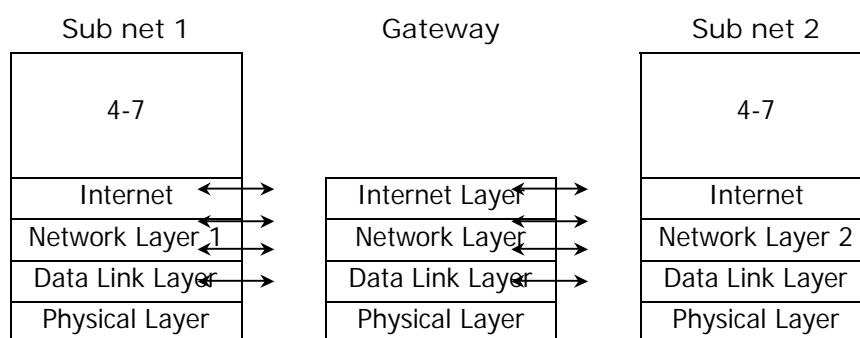 Sub net 1
Gateway
Sub net 2
4-7
4-7
Internet
Internet Layer
Internet
Network Layer 1
Network Layer
Network Layer 2
Data Link Layer
Data Link Layer
Data Link Layer
Physical Layer
Physical Layer
Physical Layer